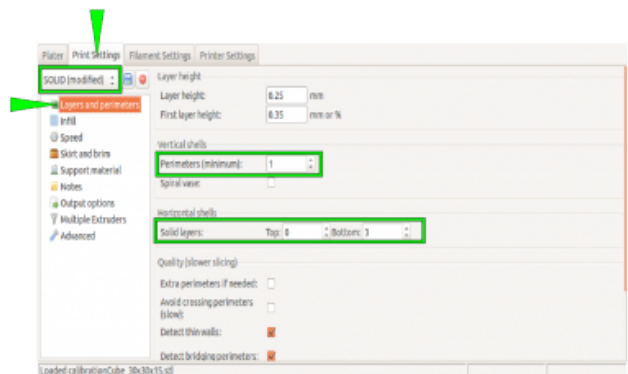 Plater Print Settings Filament Settings Printer Settings
SOLID (modified)
Layers and perimeters
Infill
Speed
Skirt and brim
Support material
Notes
Output options
Multiple Extruders
Advanced
Layer height
Layer height: 0.25 mm
First layer height: 0.35 mm or %
Vertical shells
Perimeters (minimum): 1
Spiral vase:
Horizontal shells
Solid layers: Top: 0 Bottom: 3
Quality (slower slicing)
Extra perimeters if needed:
Avoid crossing perimeters
(slow):
Detect thin walls:
Detect bridging perimeters:
Loaded calibrationCube_30x30x15.stl